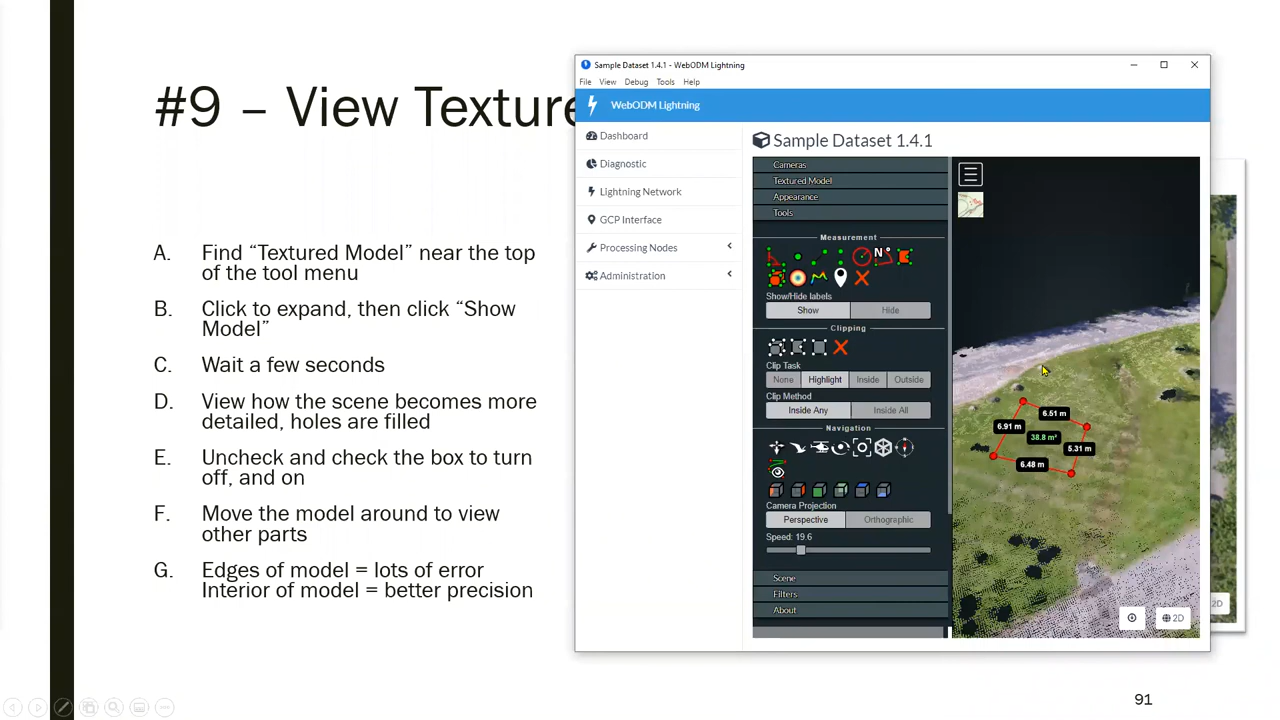 #9 – View Texture
A. Find “Textured Model” near the top
of the tool menu
B. Click to expand, then click “Show
Model”
C. Wait a few seconds
D. View how the scene becomes more
detailed, holes are filled
E. Uncheck and check the box to turn
off, and on
F. Move the model around to view
other parts
G. Edges of model = lots of error
Interior of model = better precision
Sample Dataset 1.4.1 - WebODM Lightning
File View Debug Tools Help
WebODM Lightning
Dashboard
Diagnostic
Lightning Network
GCP Interface
Processing Nodes
Administration
Sample Dataset 1.4.1
Cameras
Textured Model
Appearance
Tools
Measurement
N°
Show/Hide labels
Show Hide
Clipping
Clip Task
None Highlight Inside Outside
Clip Method
Inside Any Inside All
Navigation
Camera Projection
Perspective Orthographic
Speed: 19.6
Scene
Filters
About
6.51 m
6.91 m
38.8 m²
5.31 m
6.48 m
2D
2D
91